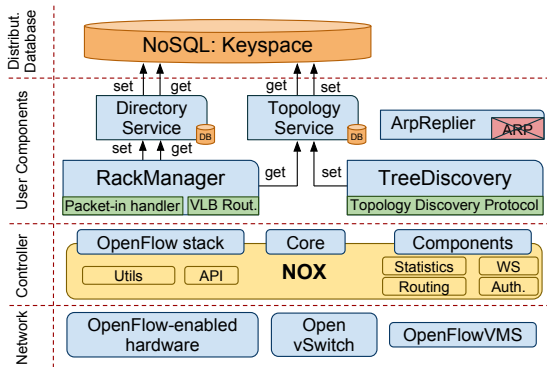 Distribut.
Database
NoSQL: Keyspace
set
get
get
set
User Components
Directory
Service
DB
Topology
Service
DB
ArpReplier
ARP
set
get
get
set
RackManager
Packet-in handler
VLB Rout.
TreeDiscovery
Topology Discovery Protocol
Controller
OpenFlow stack
Core
Components
Utils
API
NOX
Statistics
WS
Routing
Auth.
Network
OpenFlow-enabled
hardware
Open
vSwitch
OpenFlowVMS